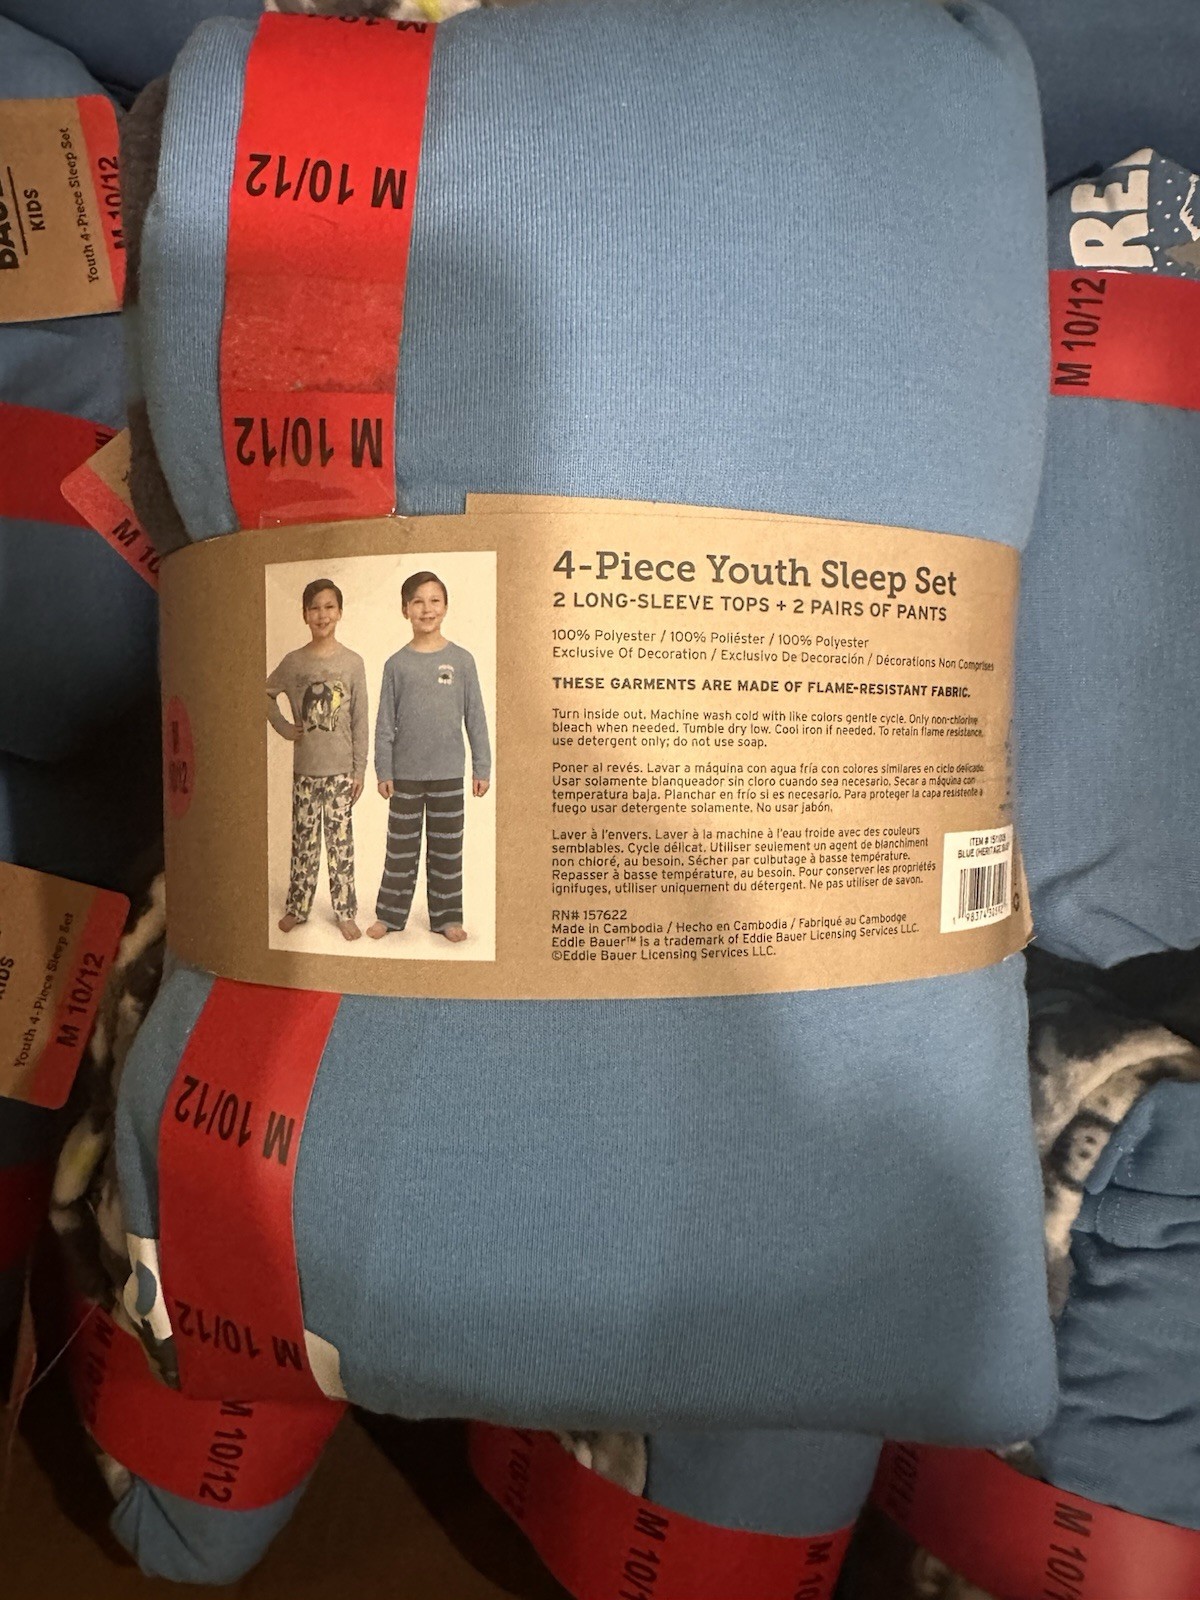 M 10/12
M 10/12
KIDS
Youth 4-Piece Sleep Set
M 10/12
RE
M 10/12
M 10/12
4-Piece Youth Sleep Set
2 LONG-SLEEVE TOPS + 2 PAIRS OF PANTS
100% Polyester / 100% Poliéster / 100% Polyester
Exclusive Of Decoration / Exclusivo De Decoración / Décorations Non Comprises
THESE GARMENTS ARE MADE OF FLAME-RESISTANT FABRIC.
Turn inside out. Machine wash cold with like colors gentle cycle. Only non-chlorine
bleach when needed. Tumble dry low. Cool iron if needed. To retain flame resistance,
use detergent only; do not use soap.
Poner al revés. Lavar a máquina con agua fría con colores similares en ciclo delicado.
Usar solamente blanqueador sin cloro cuando sea necesario. Secar a máquina con
temperatura baja. Planchar en frío si es necesario. Para proteger la capa resistente a
fuego usar detergente solamente. No usar jabón.
Laver à l'envers. Laver à la machine à l'eau froide avec des couleurs
semblables. Cycle délicat. Utiliser seulement un agent de blanchiment
non chloré, au besoin. Sécher par culbutage à basse température.
Repasser à basse température, au besoin. Pour conserver les propriétés
ignifuges, utiliser uniquement du détergent. Ne pas utiliser de savon.
RN# 157622
Made in Cambodia / Hecho en Cambodia / Fabriqué au Cambodge
Eddie Bauer™ is a trademark of Eddie Bauer Licensing Services LLC.
©Eddie Bauer Licensing Services LLC.
ITEM #
BLUE
Youth 4-Piece Sleep Set
M 10/12
M 10/12
M 10/12
M 10/12